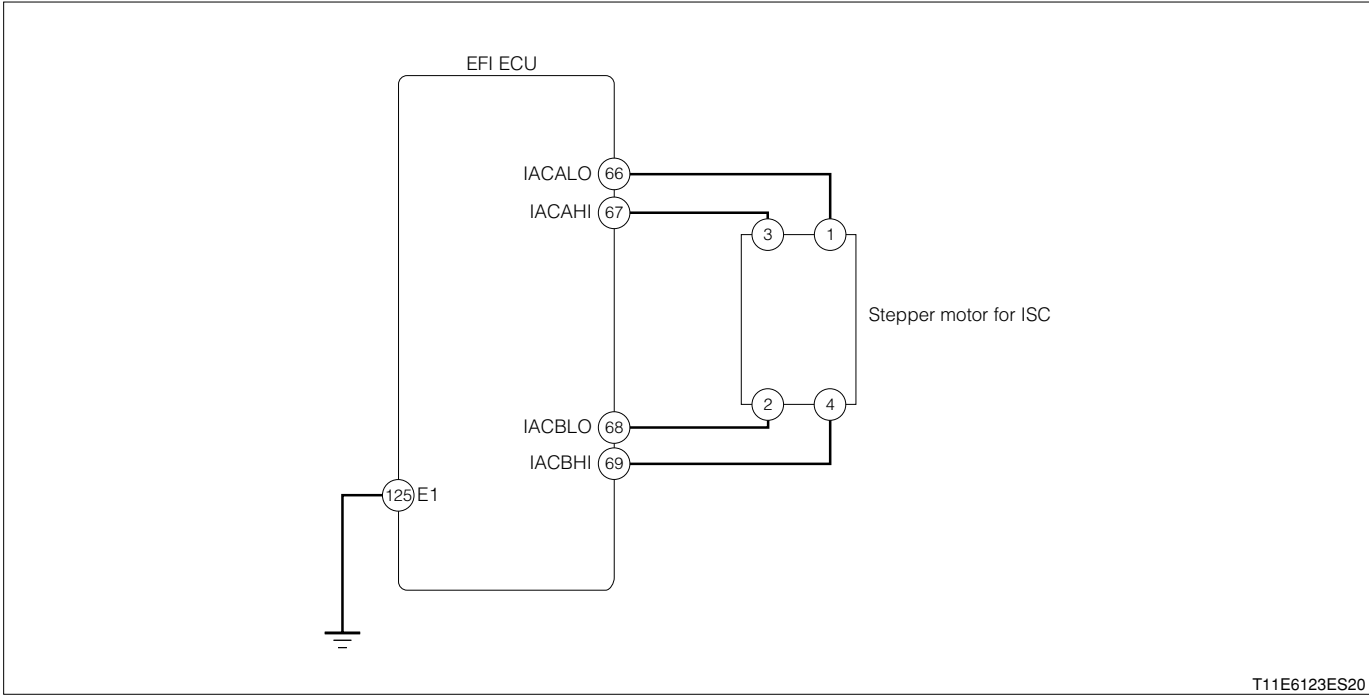 EFI ECU
IACALO 66
IACAHI 67
3 1
Stepper motor for ISC
2 4
IACBLO 68
IACBHI 69
125 E1
T11E6123ES20